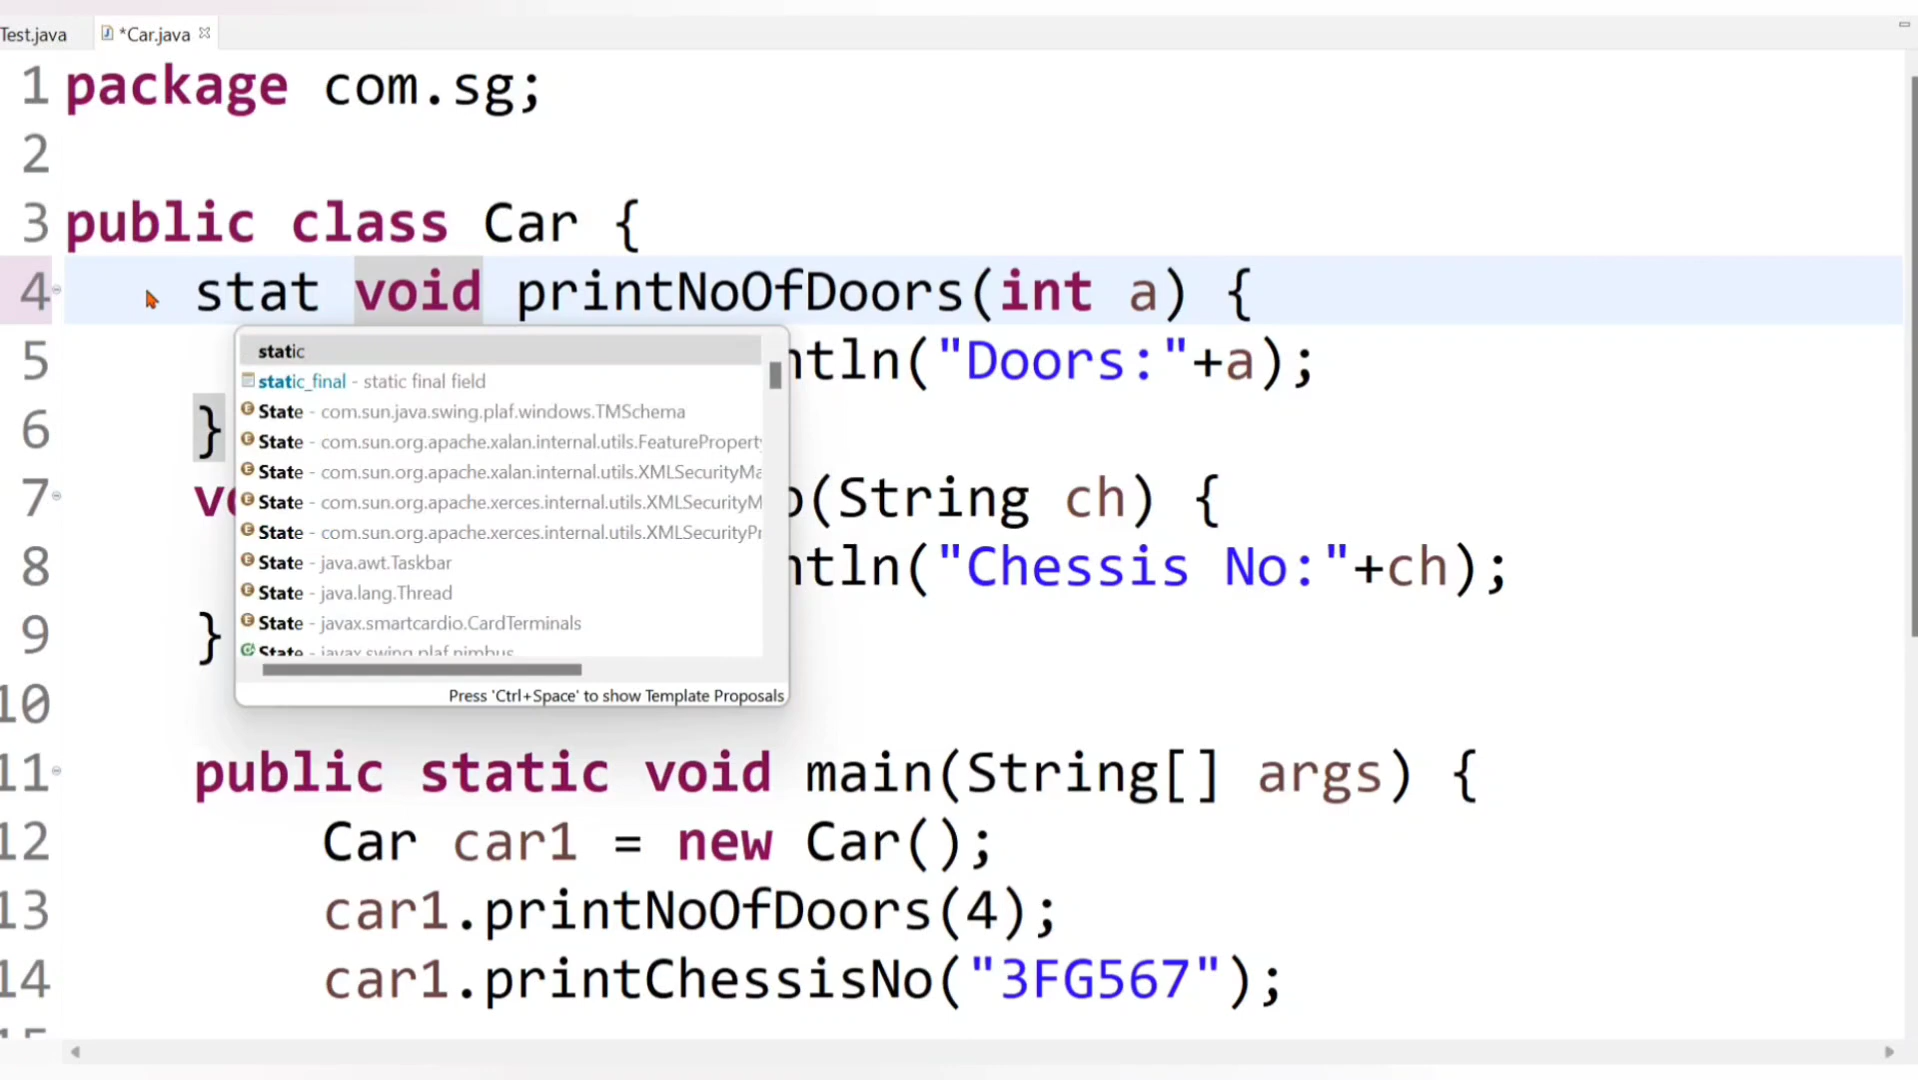 Test.java *Car.java
1 package com.sg;
2
3 public class Car {
4 stat void printNoOfDoors(int a) {
5 ntln("Doors:"+a);
6 }
7 vo o(String ch) {
8 ntln("Chessis No:"+ch);
9 }
10
11 public static void main(String[] args) {
12 Car car1 = new Car();
13 car1.printNoOfDoors(4);
14 car1.printChessisNo("3FG567");
static
static_final - static final field
State - com.sun.java.swing.plaf.windows.TMSchema
State - com.sun.org.apache.xalan.internal.utils.FeatureProperty
State - com.sun.org.apache.xalan.internal.utils.XMLSecurityMa
State - com.sun.org.apache.xerces.internal.utils.XMLSecurityM
State - com.sun.org.apache.xerces.internal.utils.XMLSecurityPr
State - java.awt.Taskbar
State - java.lang.Thread
State - javax.smartcardio.CardTerminals
State - javax.swing.plaf.nimbus
Press 'Ctrl+Space' to show Template Proposals